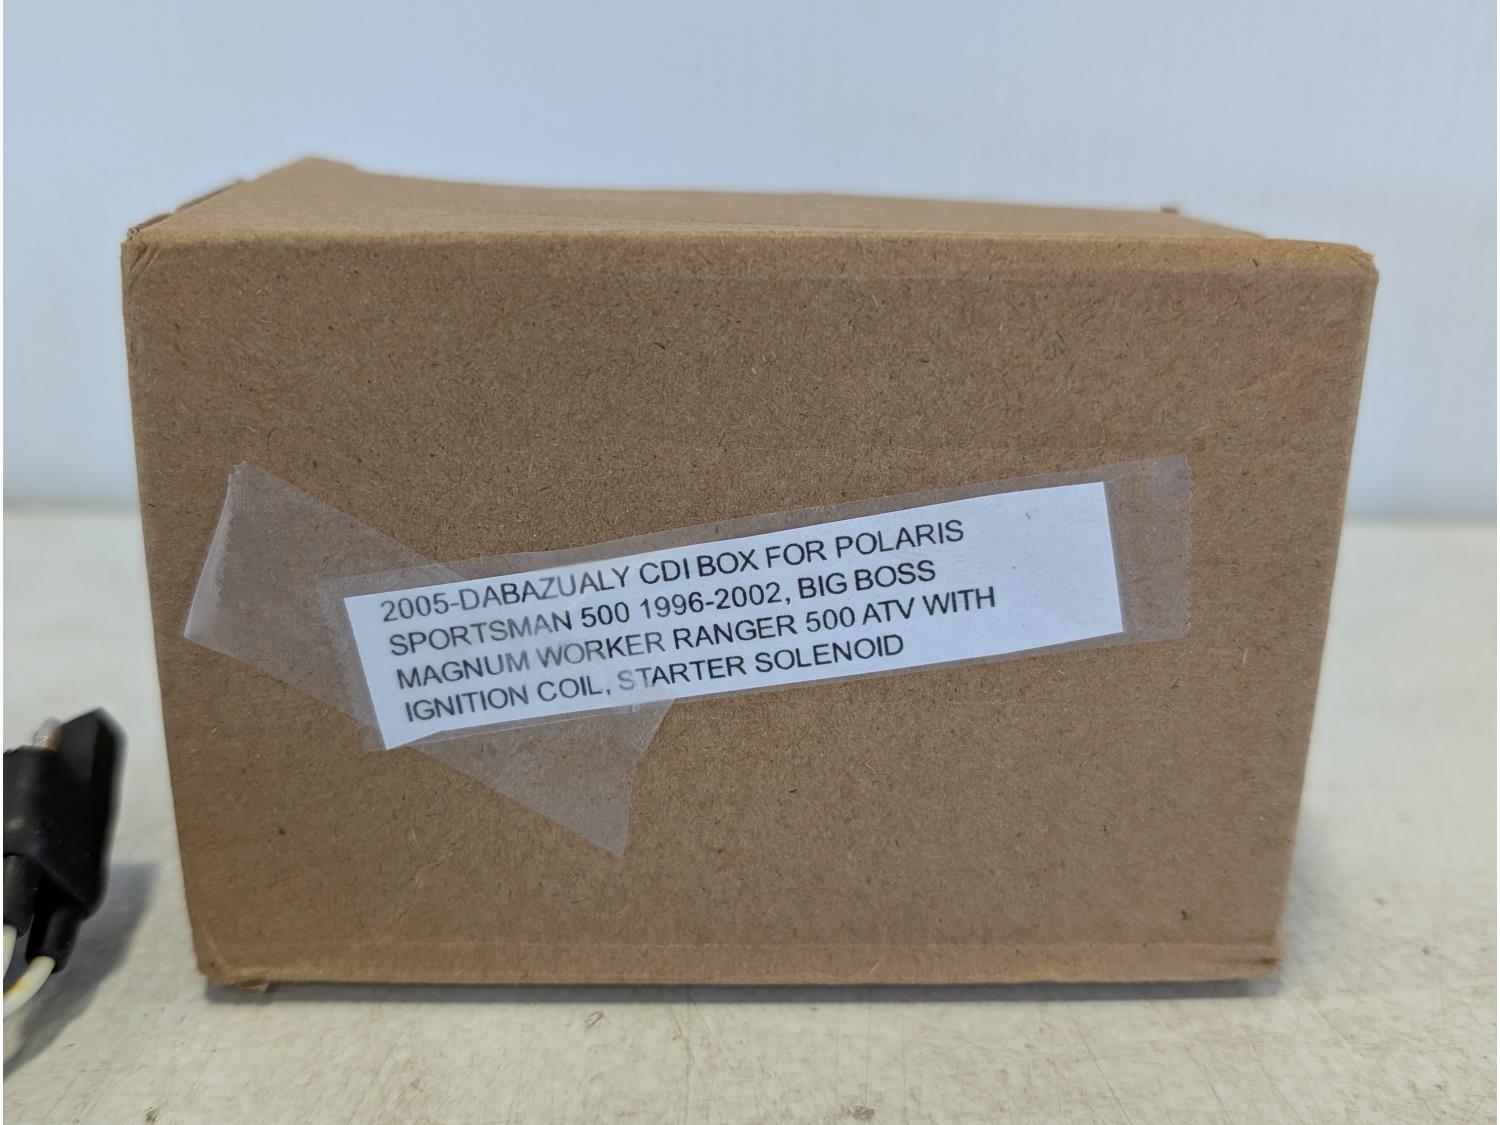 2005-DABAZUALY CDI BOX FOR POLARIS
SPORTSMAN 500 1996-2002, BIG BOSS
MAGNUM WORKER RANGER 500 ATV WITH
IGNITION COIL, STARTER SOLENOID